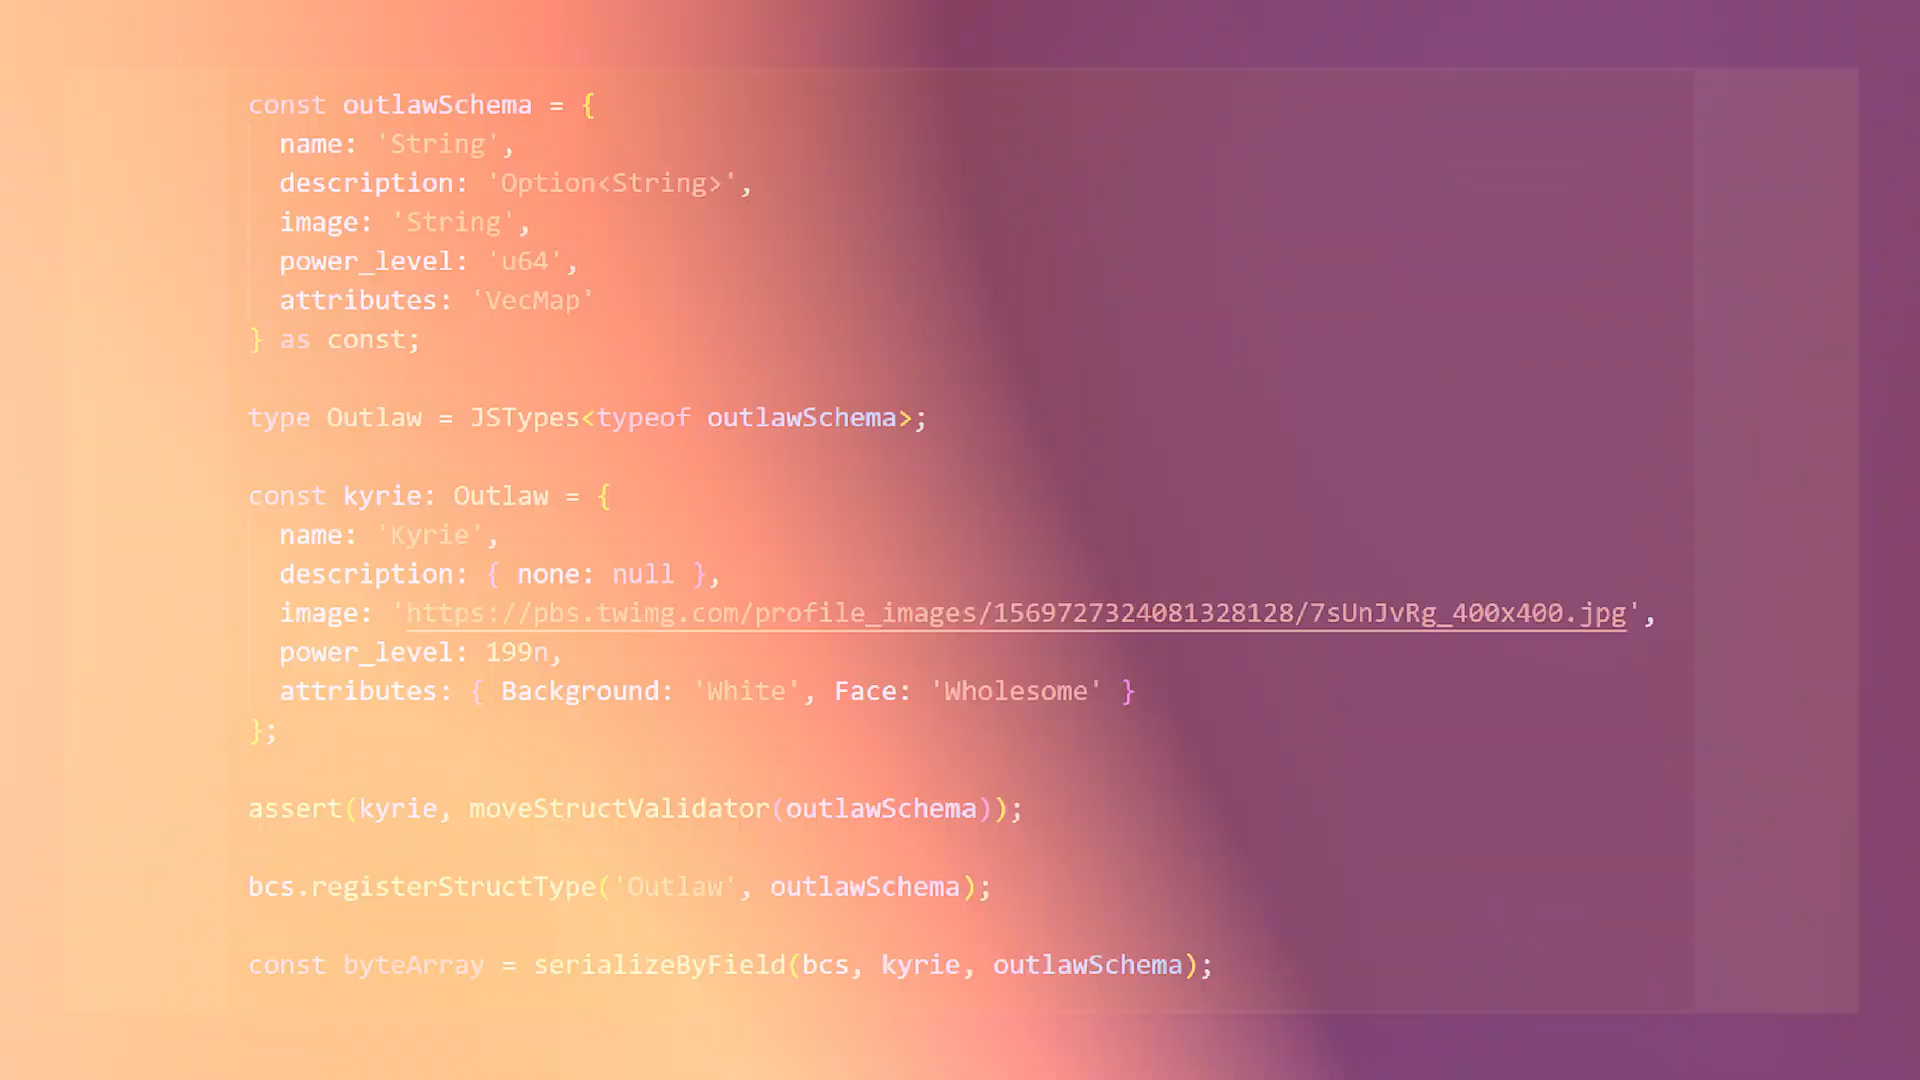 const outlawSchema = {
name: 'String',
description: 'Option<String>',
image: 'String',
power_level: 'u64',
attributes: 'VecMap'
} as const;
type Outlaw = JSTypes<typeof outlawSchema>;
const kyrie: Outlaw = {
name: 'Kyrie',
description: { none: null },
image: 'https://pbs.twimg.com/profile_images/1569727324081328128/7sUnJvRg_400x400.jpg',
power_level: 199n,
attributes: { Background: 'White', Face: 'Wholesome' }
};
assert(kyrie, moveStructValidator(outlawSchema));
bcs.registerStructType('Outlaw', outlawSchema);
const byteArray = serializeByField(bcs, kyrie, outlawSchema);